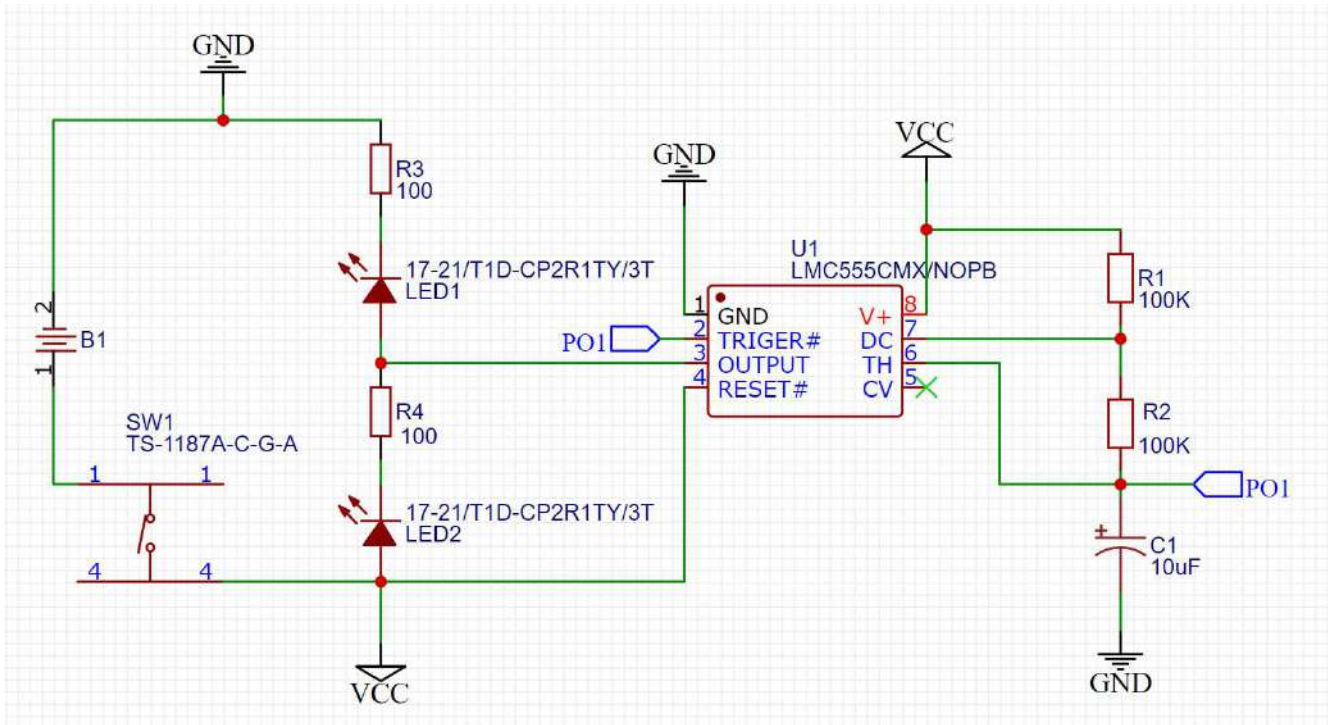 GND
R3
100
17-21/T1D-CP2R1TY/3T
LED1
2
B1
1
SW1
TS-1187A-C-G-A
1 1
4 4
R4
100
17-21/T1D-CP2R1TY/3T
LED2
VCC
GND
PO1
U1
LMC555CMX/NOPB
1 GND
2 TRIGER#
3 OUTPUT
4 RESET#
V+ 8
DC 7
TH 6
CV 5
VCC
R1
100K
R2
100K
PO1
+
C1
10uF
GND